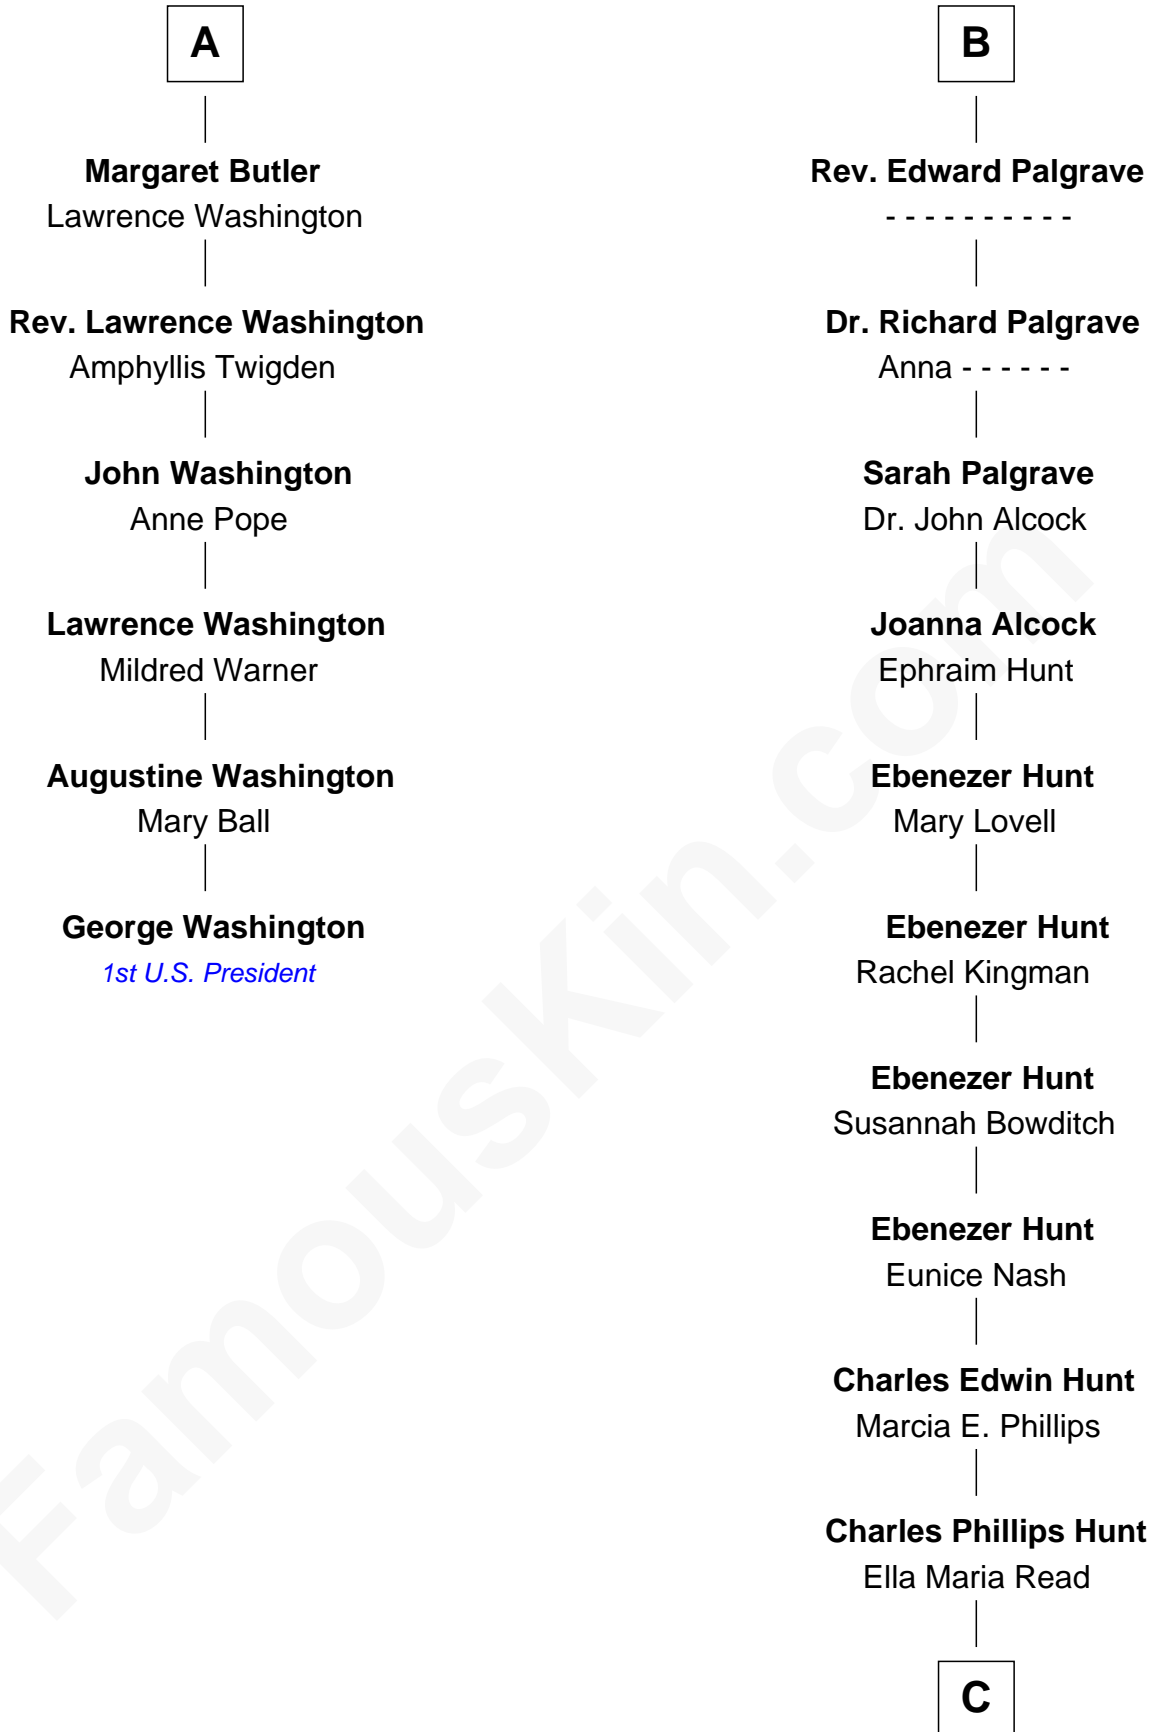 A
Margaret Butler
Lawrence Washington
Rev. Lawrence Washington
Amphyllis Twigden
John Washington
Anne Pope
Lawrence Washington
Mildred Warner
Augustine Washington
Mary Ball
George Washington
1st U.S. President
B
Rev. Edward Palgrave
- - - - - - - - - -
Dr. Richard Palgrave
Anna - - - - - -
Sarah Palgrave
Dr. John Alcock
Joanna Alcock
Ephraim Hunt
Ebenezer Hunt
Mary Lovell
Ebenezer Hunt
Rachel Kingman
Ebenezer Hunt
Susannah Bowditch
Ebenezer Hunt
Eunice Nash
Charles Edwin Hunt
Marcia E. Phillips
Charles Phillips Hunt
Ella Maria Read
C
FamousKin.com